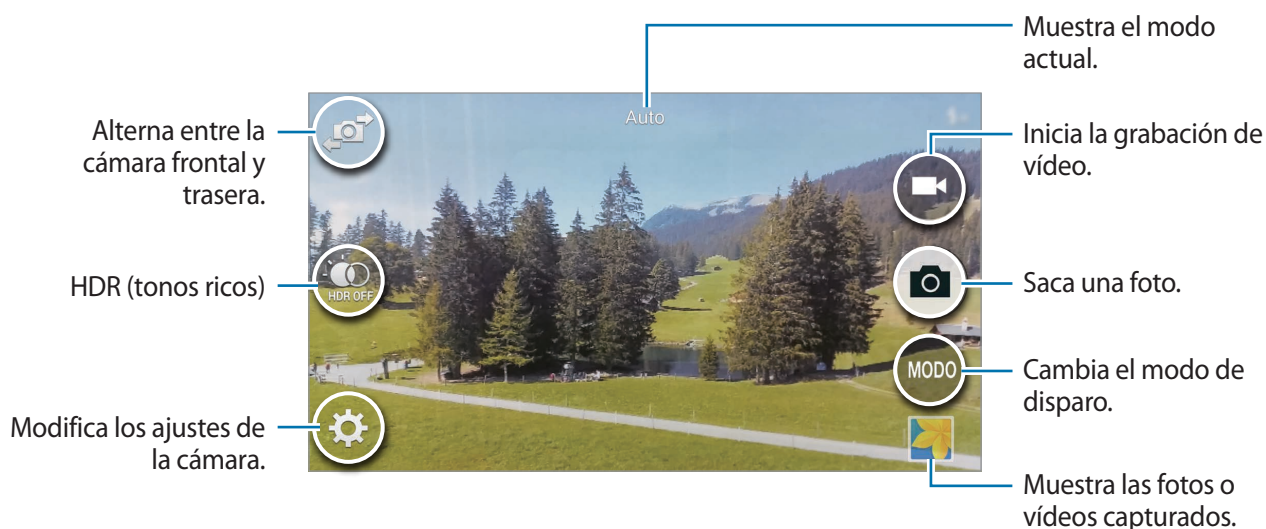 Muestra el modo
actual.
Auto
Alterna entre la
cámara frontal y
trasera.
Inicia la grabación de
vídeo.
HDR (tonos ricos)
HDR OFF
Saca una foto.
MODO
Cambia el modo de
disparo.
Modifica los ajustes de
la cámara.
Muestra las fotos o
vídeos capturados.